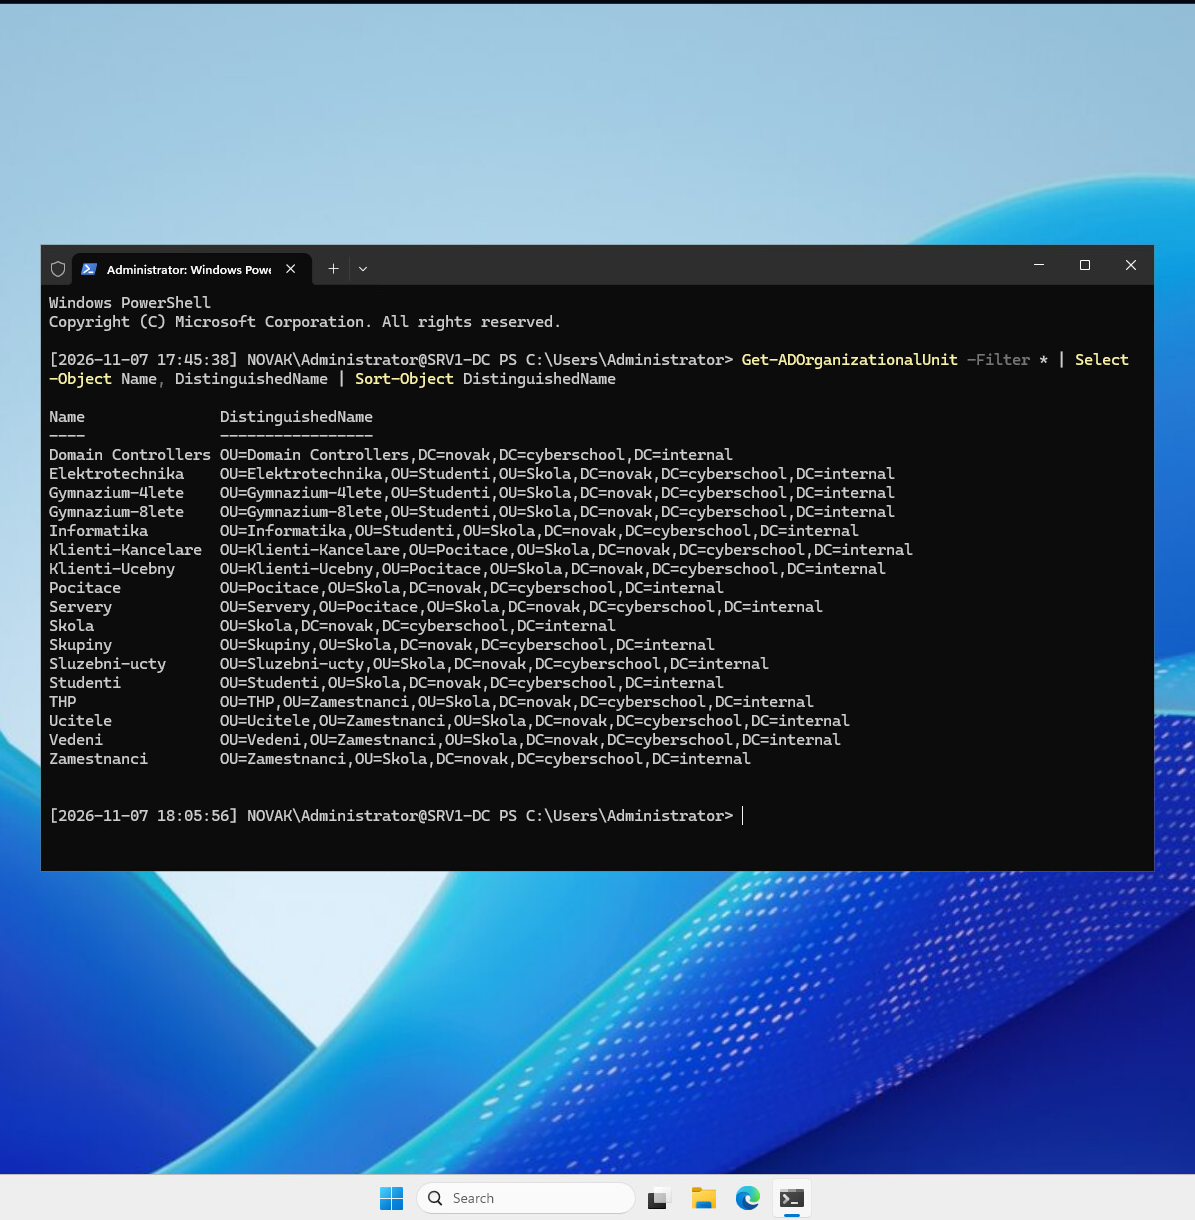 Administrator: Windows Powe
Windows PowerShell
Copyright (C) Microsoft Corporation. All rights reserved.
[2026-11-07 17:45:38] NOVAK\Administrator@SRV1-DC PS C:\Users\Administrator> Get-ADOrganizationalUnit -Filter * | Select
-Object Name, DistinguishedName | Sort-Object DistinguishedName
Name DistinguishedName
---- -----------------
Domain Controllers OU=Domain Controllers,DC=novak,DC=cyberschool,DC=internal
Elektrotechnika OU=Elektrotechnika,OU=Studenti,OU=Skola,DC=novak,DC=cyberschool,DC=internal
Gymnazium-4lete OU=Gymnazium-4lete,OU=Studenti,OU=Skola,DC=novak,DC=cyberschool,DC=internal
Gymnazium-8lete OU=Gymnazium-8lete,OU=Studenti,OU=Skola,DC=novak,DC=cyberschool,DC=internal
Informatika OU=Informatika,OU=Studenti,OU=Skola,DC=novak,DC=cyberschool,DC=internal
Klienti-Kancelare OU=Klienti-Kancelare,OU=Pocitace,OU=Skola,DC=novak,DC=cyberschool,DC=internal
Klienti-Ucebny OU=Klienti-Ucebny,OU=Pocitace,OU=Skola,DC=novak,DC=cyberschool,DC=internal
Pocitace OU=Pocitace,OU=Skola,DC=novak,DC=cyberschool,DC=internal
Servery OU=Servery,OU=Pocitace,OU=Skola,DC=novak,DC=cyberschool,DC=internal
Skola OU=Skola,DC=novak,DC=cyberschool,DC=internal
Skupiny OU=Skupiny,OU=Skola,DC=novak,DC=cyberschool,DC=internal
Sluzebni-ucty OU=Sluzebni-ucty,OU=Skola,DC=novak,DC=cyberschool,DC=internal
Studenti OU=Studenti,OU=Skola,DC=novak,DC=cyberschool,DC=internal
THP OU=THP,OU=Zamestnanci,OU=Skola,DC=novak,DC=cyberschool,DC=internal
Ucitele OU=Ucitele,OU=Zamestnanci,OU=Skola,DC=novak,DC=cyberschool,DC=internal
Vedeni OU=Vedeni,OU=Zamestnanci,OU=Skola,DC=novak,DC=cyberschool,DC=internal
Zamestnanci OU=Zamestnanci,OU=Skola,DC=novak,DC=cyberschool,DC=internal
[2026-11-07 18:05:56] NOVAK\Administrator@SRV1-DC PS C:\Users\Administrator>
Search